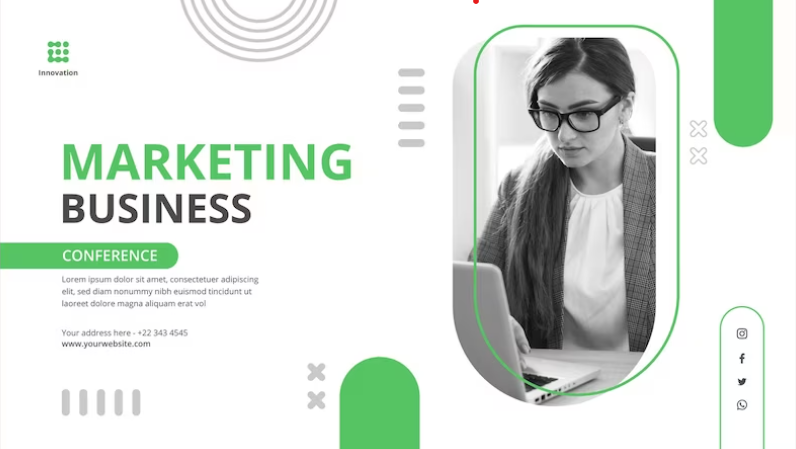 Innovation
MARKETING
BUSINESS
CONFERENCE
Lorem ipsum dolor sit amet, consectetuer adipiscing
elit, sed diam nonummy nibh euismod tincidunt ut
laoreet dolore magna aliquam erat vol
Your address here - +22 343 4545
www.yourwebsite.com